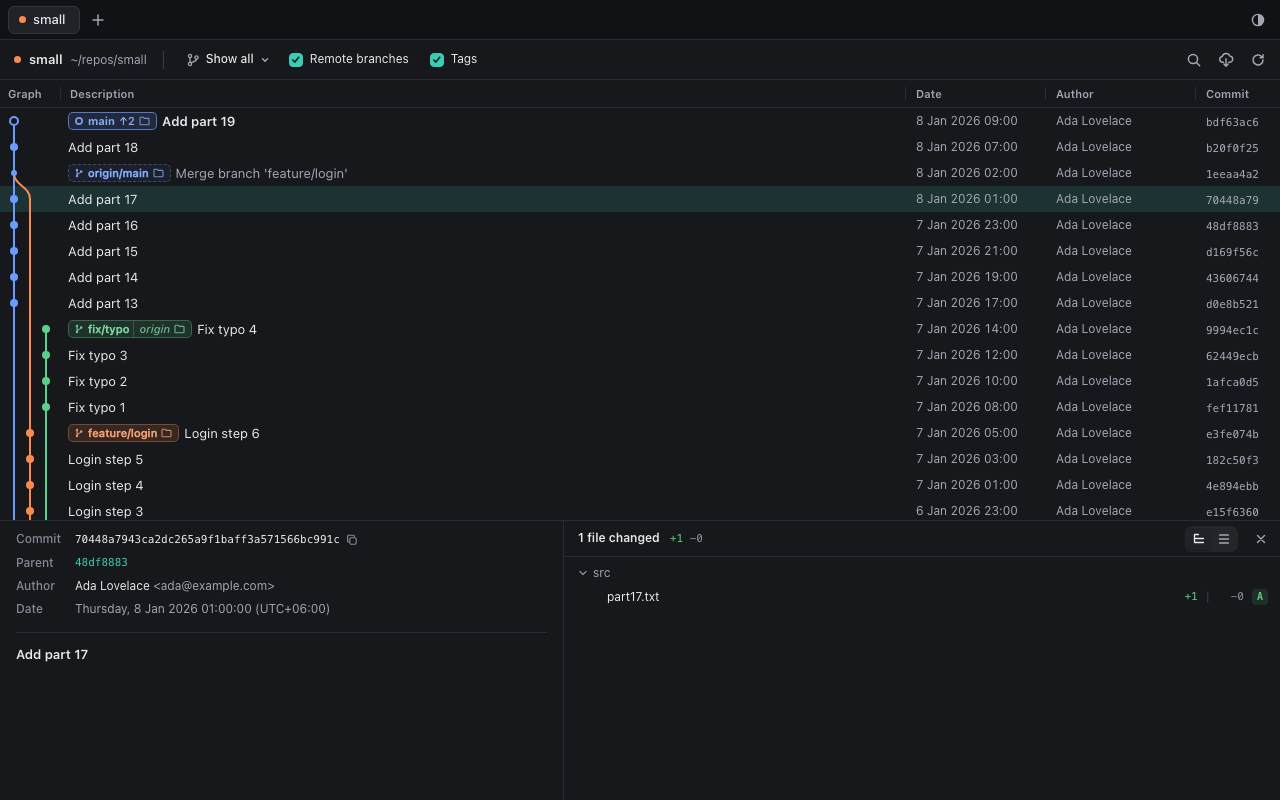 small
small ~/repos/small Show all Remote branches Tags
Graph Description Date Author Commit
main ↑2 Add part 19 8 Jan 2026 09:00 Ada Lovelace bdf63ac6
Add part 18 8 Jan 2026 07:00 Ada Lovelace b20f0f25
origin/main Merge branch 'feature/login' 8 Jan 2026 02:00 Ada Lovelace 1eeaa4a2
Add part 17 8 Jan 2026 01:00 Ada Lovelace 70448a79
Add part 16 7 Jan 2026 23:00 Ada Lovelace 48df8883
Add part 15 7 Jan 2026 21:00 Ada Lovelace d169f56c
Add part 14 7 Jan 2026 19:00 Ada Lovelace 43606744
Add part 13 7 Jan 2026 17:00 Ada Lovelace d0e8b521
fix/typo origin Fix typo 4 7 Jan 2026 14:00 Ada Lovelace 9994ec1c
Fix typo 3 7 Jan 2026 12:00 Ada Lovelace 62449ecb
Fix typo 2 7 Jan 2026 10:00 Ada Lovelace 1afca0d5
Fix typo 1 7 Jan 2026 08:00 Ada Lovelace fef11781
feature/login Login step 6 7 Jan 2026 05:00 Ada Lovelace e3fe074b
Login step 5 7 Jan 2026 03:00 Ada Lovelace 182c50f3
Login step 4 7 Jan 2026 01:00 Ada Lovelace 4e894ebb
Login step 3 6 Jan 2026 23:00 Ada Lovelace e15f6360
Commit 70448a7943ca2dc265a9f1baff3a571566bc991c
Parent 48df8883
Author Ada Lovelace <ada@example.com>
Date Thursday, 8 Jan 2026 01:00:00 (UTC+06:00)
Add part 17
1 file changed +1 −0
src
part17.txt +1 −0 A